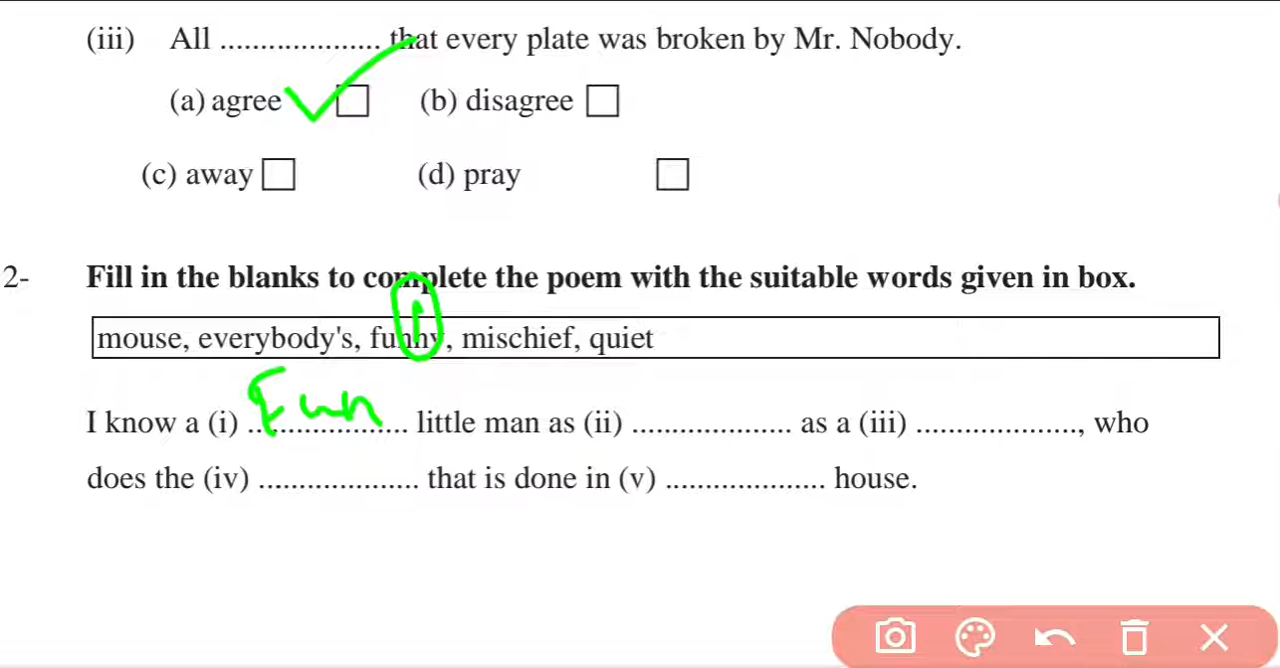 (iii) All .................... that every plate was broken by Mr. Nobody.
(a) agree (b) disagree
(c) away (d) pray
2- Fill in the blanks to complete the poem with the suitable words given in box.
mouse, everybody's, funny, mischief, quiet
Fun
I know a (i) .................... little man as (ii) .................... as a (iii) ...................., who
does the (iv) .................... that is done in (v) .................... house.